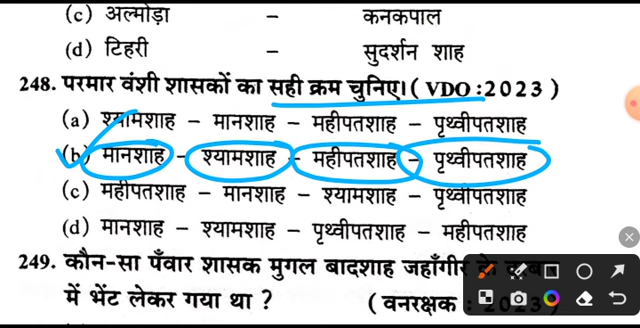 (c) अल्मोड़ा – कनकपाल
(d) टिहरी – सुदर्शन शाह
248. परमार वंशी शासकों का सही क्रम चुनिए। ( VDO : 2023 )
(a) श्यामशाह – मानशाह – महीपतशाह – पृथ्वीपतशाह
(b) मानशाह – श्यामशाह – महीपतशाह – पृथ्वीपतशाह
(c) महीपतशाह – मानशाह – श्यामशाह – पृथ्वीपतशाह
(d) मानशाह – श्यामशाह – पृथ्वीपतशाह – महीपतशाह
249. कौन-सा पँवार शासक मुगल बादशाह जहाँगीर के
में भेंट लेकर गया था ? ( वनरक्षक : 2023 )